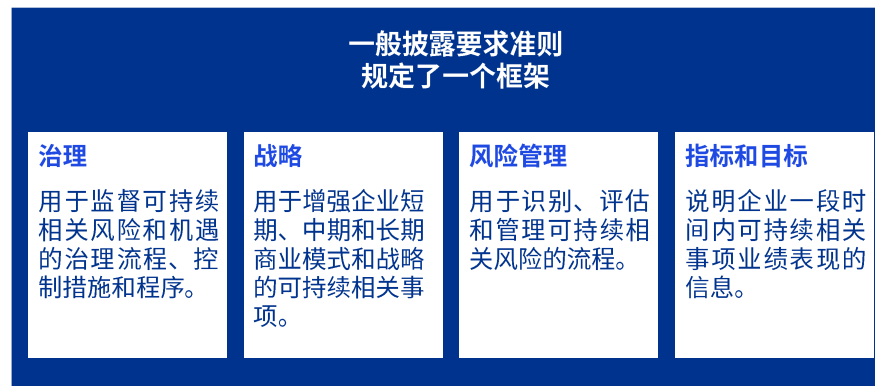 一般披露要求准则
规定了一个框架
治理
用于监督可持续
相关风险和机遇
的治理流程、控
制措施和程序。
战略
用于增强企业短
期、中期和长期
商业模式和战略
的可持续相关事
项。
风险管理
用于识别、评估
和管理可持续相
关风险的流程。
指标和目标
说明企业一段时
间内可持续相关
事项业绩表现的
信息。